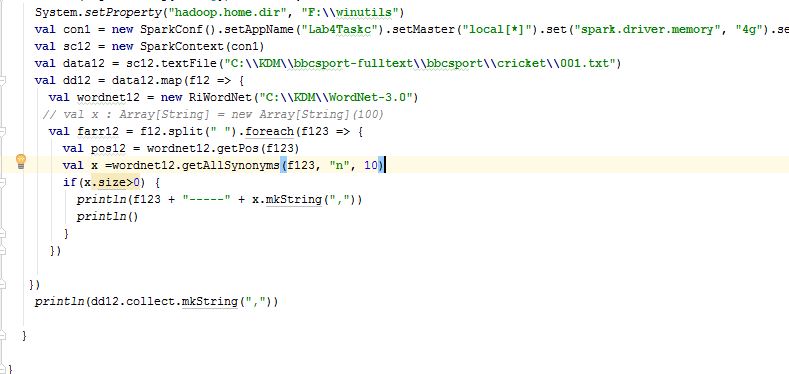 System.setProperty("hadoop.home.dir", "F:\\winutils")
val con1 = new SparkConf().setAppName("Lab4Taskc").setMaster("local[*]").set("spark.driver.memory", "4g").se
val sc12 = new SparkContext(con1)
val data12 = sc12.textFile("C:\\KDM\\bbcsport-fulltext\\bbcsport\\cricket\\001.txt")
val dd12 = data12.map(f12 => {
val wordnet12 = new RiWordNet("C:\\KDM\\WordNet-3.0")
// val x : Array[String] = new Array[String](100)
val farr12 = f12.split(" ").foreach(f123 => {
val pos12 = wordnet12.getPos(f123)
val x =wordnet12.getAllSynonyms(f123, "n", 10)
if(x.size>0) {
println(f123 + "-----" + x.mkString(","))
println()
}
})
})
println(dd12.collect.mkString(","))
}
}